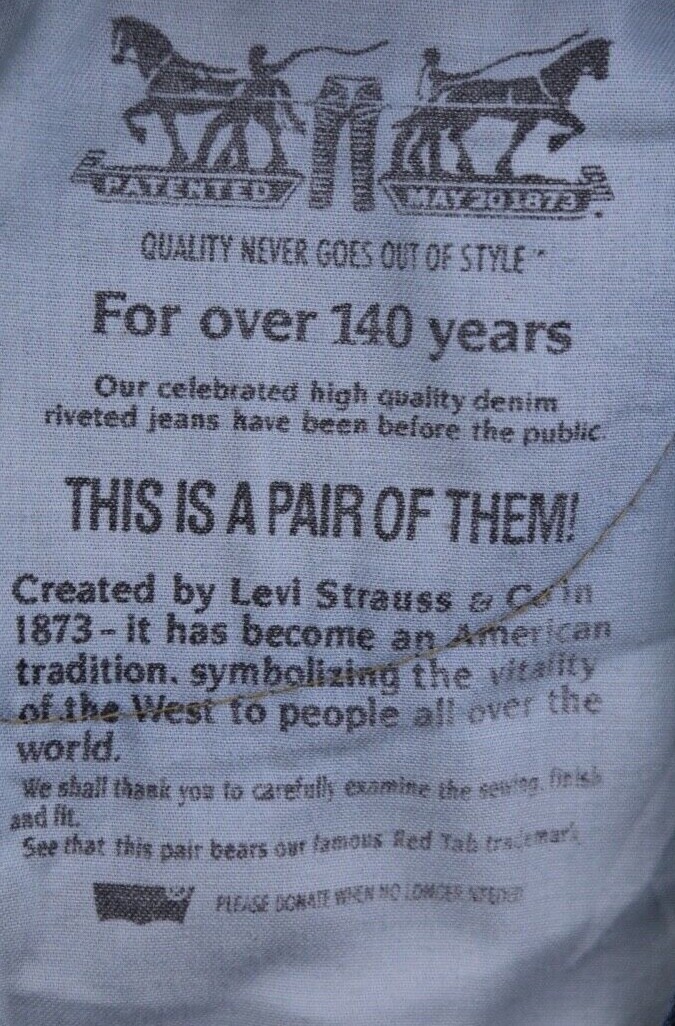 PATENTED MAY 20 1873
QUALITY NEVER GOES OUT OF STYLE™
For over 140 years
Our celebrated high quality denim
riveted jeans have been before the public.
THIS IS A PAIR OF THEM!
Created by Levi Strauss & Co in
1873 - it has become an American
tradition. symbolizing the vitality
of the West to people all over the
world.
We shall thank you to carefully examine the sewing, finish
and fit.
See that this pair bears our famous Red Tab trademark
PLEASE DONATE WHEN NO LONGER NEEDED